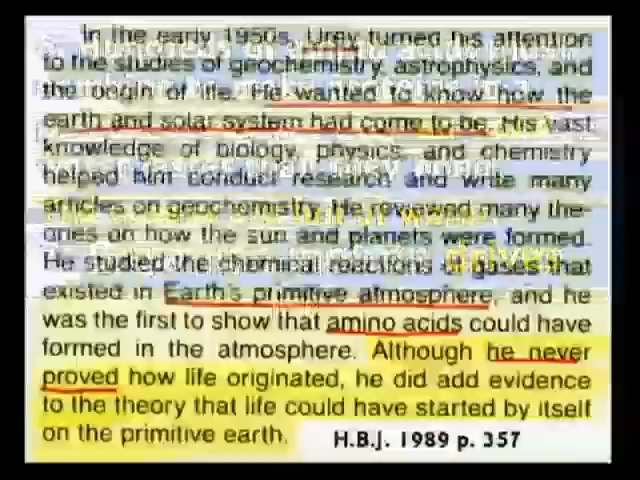 In the early 1950s, Urey turned his attention
to the studies of geochemistry, astrophysics, and
the origin of life. He wanted to know how the
earth and solar system had come to be. His vast
knowledge of biology, physics, and chemistry
helped him conduct research and write many
articles on geochemistry. He reviewed many the-
ories on how the sun and planets were formed.
He studied the chemical reactions of gases that
existed in Earth's primitive atmosphere, and he
was the first to show that amino acids could have
formed in the atmosphere. Although he never
proved how life originated, he did add evidence
to the theory that life could have started by itself
on the primitive earth.
H.B.J. 1989 p. 357
drives